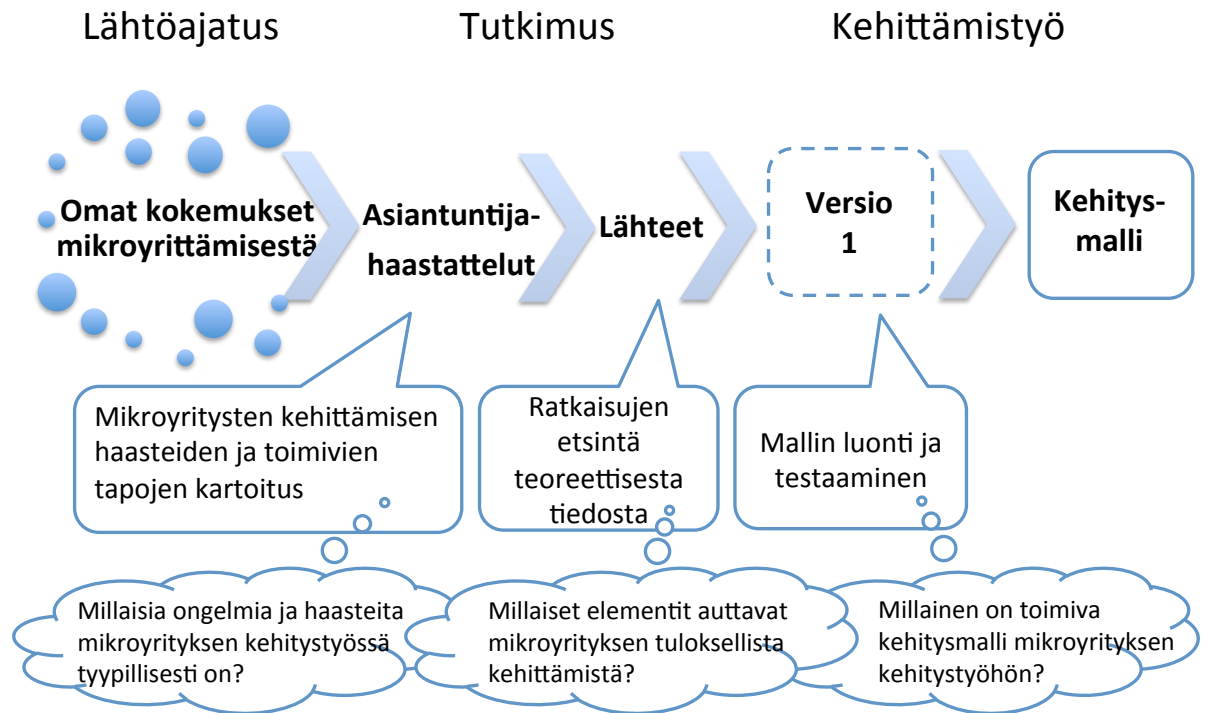 Lähtöajatus
Tutkimus
Kehittämistyö
Omat kokemukset
mikroyrittämisestä
Asiantuntija-
haastattelut
Lähteet
Versio
1
Kehitys-
malli
Mikroyritysten kehittämisen
haasteiden ja toimivien
tapojen kartoitus
Ratkaisujen
etsintä
teoreettisesta
tiedosta
Mallin luonti ja
testaaminen
Millaisia ongelmia ja haasteita
mikroyrityksen kehitystyössä
tyypillisesti on?
Millaiset elementit auttavat
mikroyrityksen tuloksellista
kehittämistä?
Millainen on toimiva
kehitysmalli mikroyrityksen
kehitystyöhön?